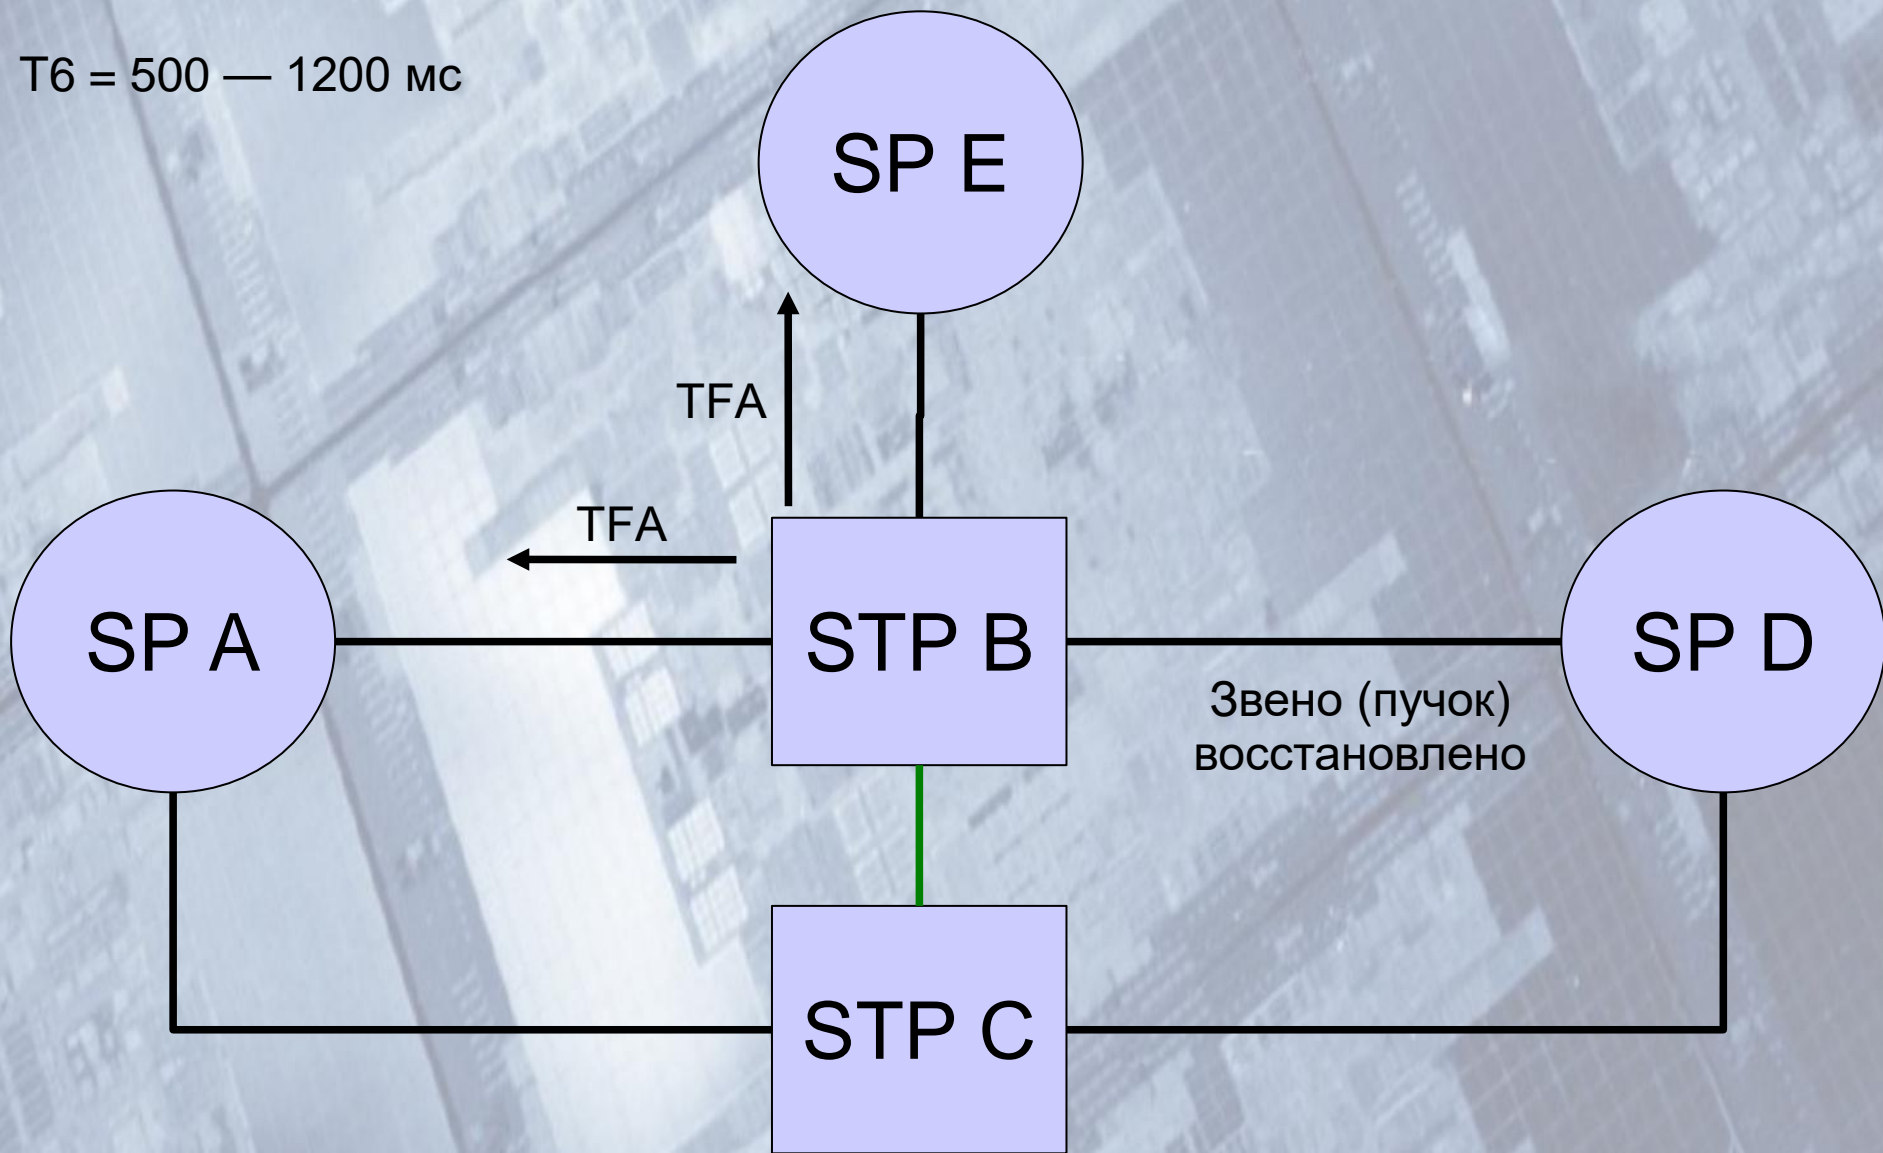 T6 = 500 — 1200 мс
SP E
TFA
TFA
SP A
STP B
SP D
Звено (пучок)
восстановлено
STP C